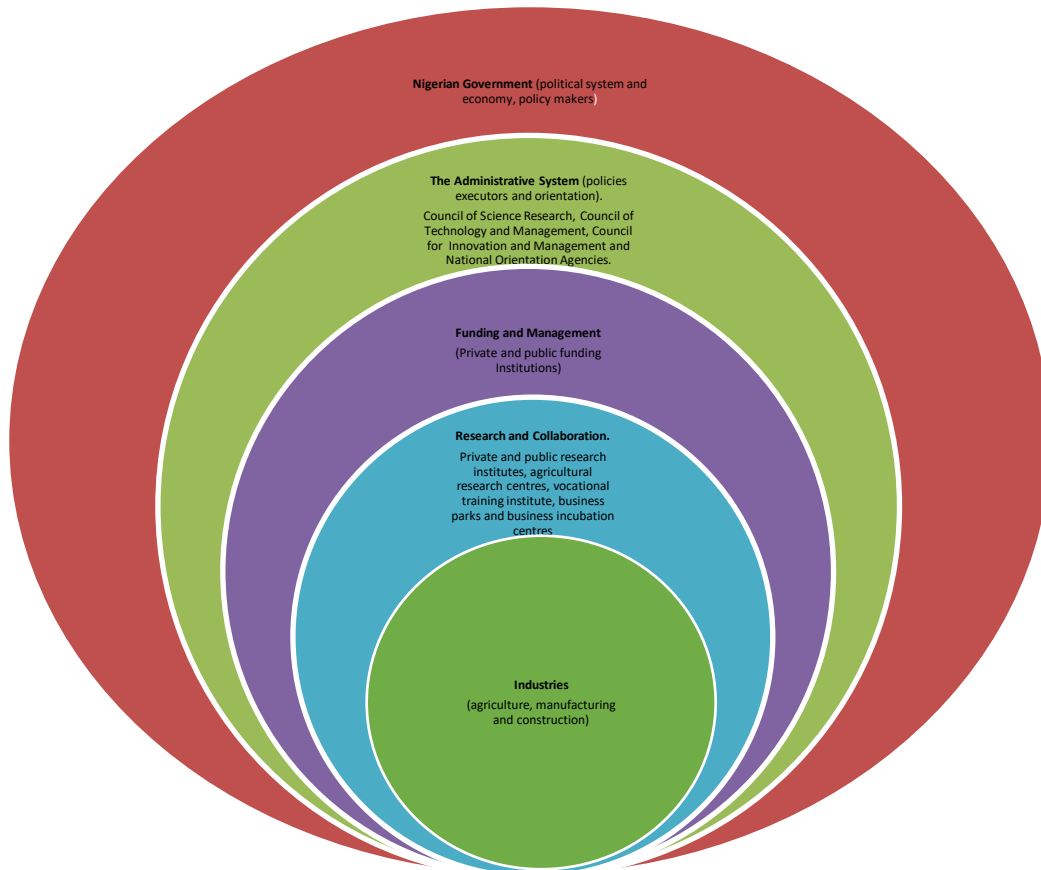 Nigerian Government (political system and
economy, policy makers)
The Administrative System (policies
executors and orientation).
Council of Science Research, Council of
Technology and Management, Council
for Innovation and Management and
National Orientation Agencies.
Funding and Management
(Private and public funding
Institutions)
Research and Collaboration.
Private and public research
institutes, agricultural
research centres, vocational
training institute, business
parks and business incubation
centres
Industries
(agriculture, manufacturing
and construction)